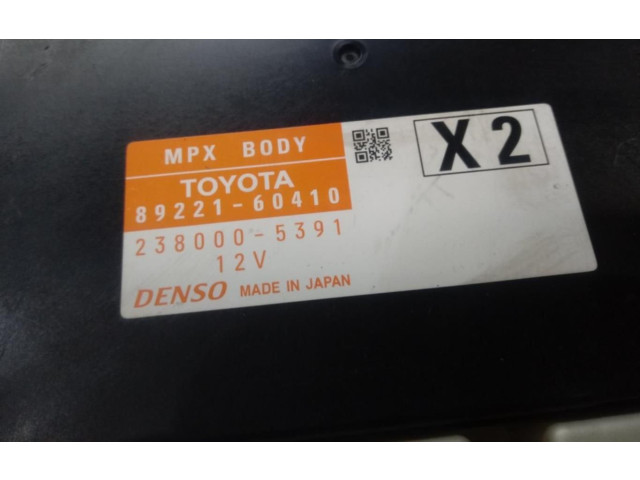 MPX BODY
X2
TOYOTA
89221-60410
238000-5391
12V
DENSO MADE IN JAPAN